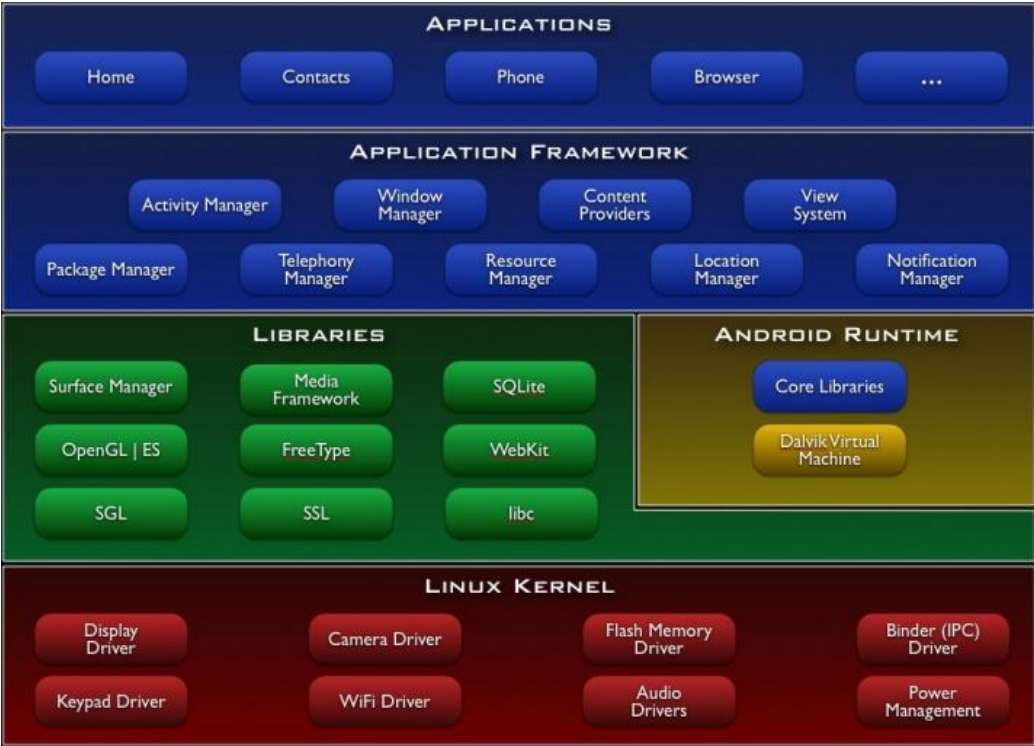 APPLICATIONS
Home
Contacts
Phone
Browser
...
APPLICATION FRAMEWORK
Activity Manager
Window
Manager
Content
Providers
View
System
Package Manager
Telephony
Manager
Resource
Manager
Location
Manager
Notification
Manager
LIBRARIES
Surface Manager
Media
Framework
SQLite
OpenGL | ES
FreeType
WebKit
SGL
SSL
libc
ANDROID RUNTIME
Core Libraries
Dalvik Virtual
Machine
LINUX KERNEL
Display
Driver
Camera Driver
Flash Memory
Driver
Binder (IPC)
Driver
Keypad Driver
WiFi Driver
Audio
Drivers
Power
Management